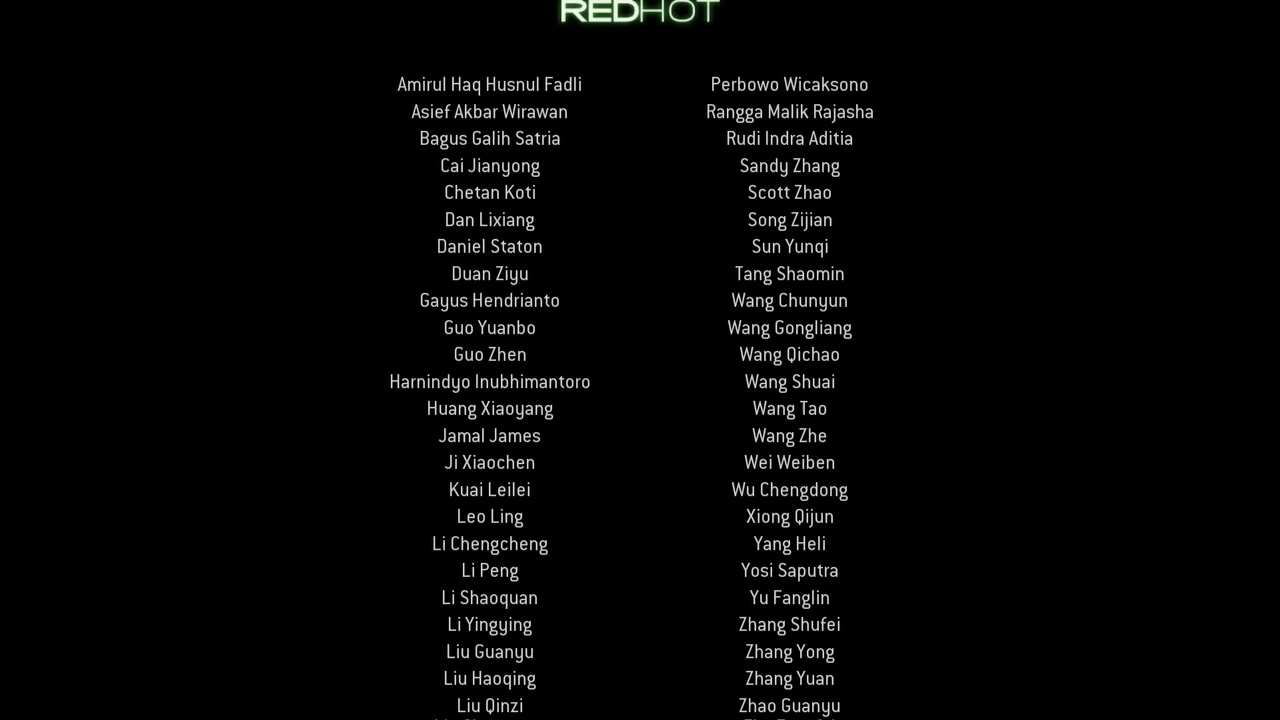 REDHOT
Amirul Haq Husnul Fadli
Asief Akbar Wirawan
Bagus Galih Satria
Cai Jianyong
Chetan Koti
Dan Lixiang
Daniel Staton
Duan Ziyu
Gayus Hendrianto
Guo Yuanbo
Guo Zhen
Harnindyo Inubhimantoro
Huang Xiaoyang
Jamal James
Ji Xiaochen
Kuai Leilei
Leo Ling
Li Chengcheng
Li Peng
Li Shaoquan
Li Yingying
Liu Guanyu
Liu Haoqing
Liu Qinzi
Perbowo Wicaksono
Rangga Malik Rajasha
Rudi Indra Aditia
Sandy Zhang
Scott Zhao
Song Zijian
Sun Yunqi
Tang Shaomin
Wang Chunyun
Wang Gongliang
Wang Qichao
Wang Shuai
Wang Tao
Wang Zhe
Wei Weiben
Wu Chengdong
Xiong Qijun
Yang Heli
Yosi Saputra
Yu Fanglin
Zhang Shufei
Zhang Yong
Zhang Yuan
Zhao Guanyu